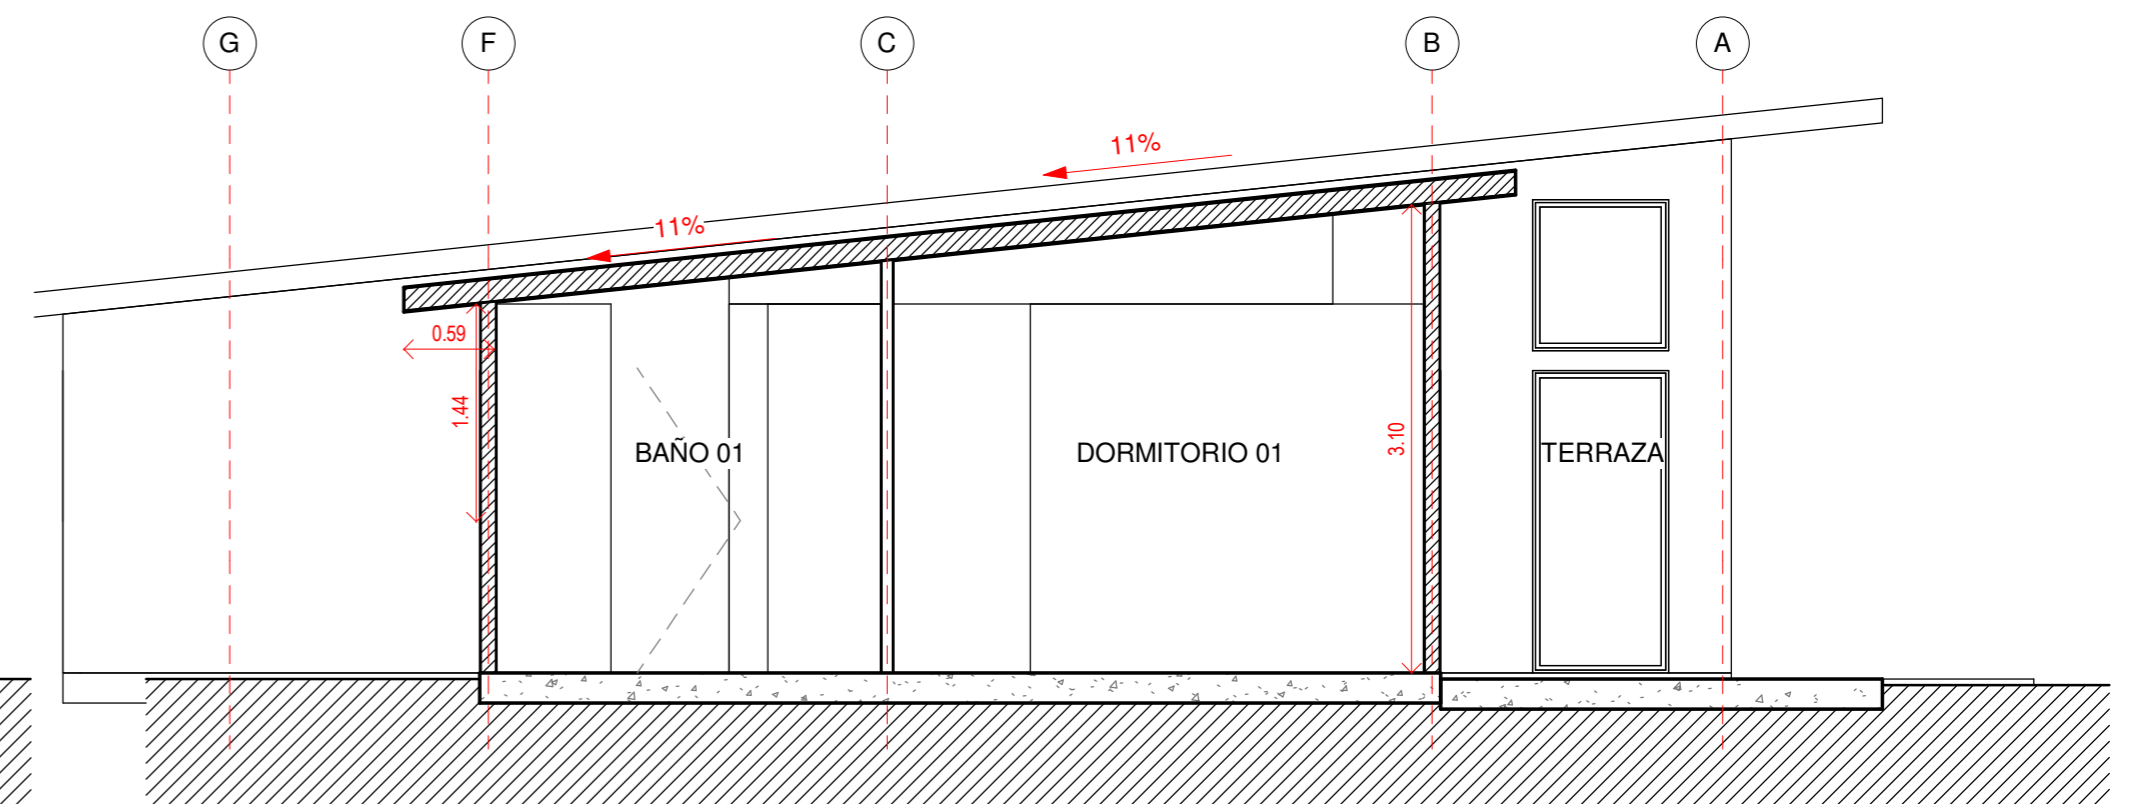 G
F
C
B
A
11%
11%
0.59
1.44
3.10
BAÑO 01
DORMITORIO 01
TERRAZA